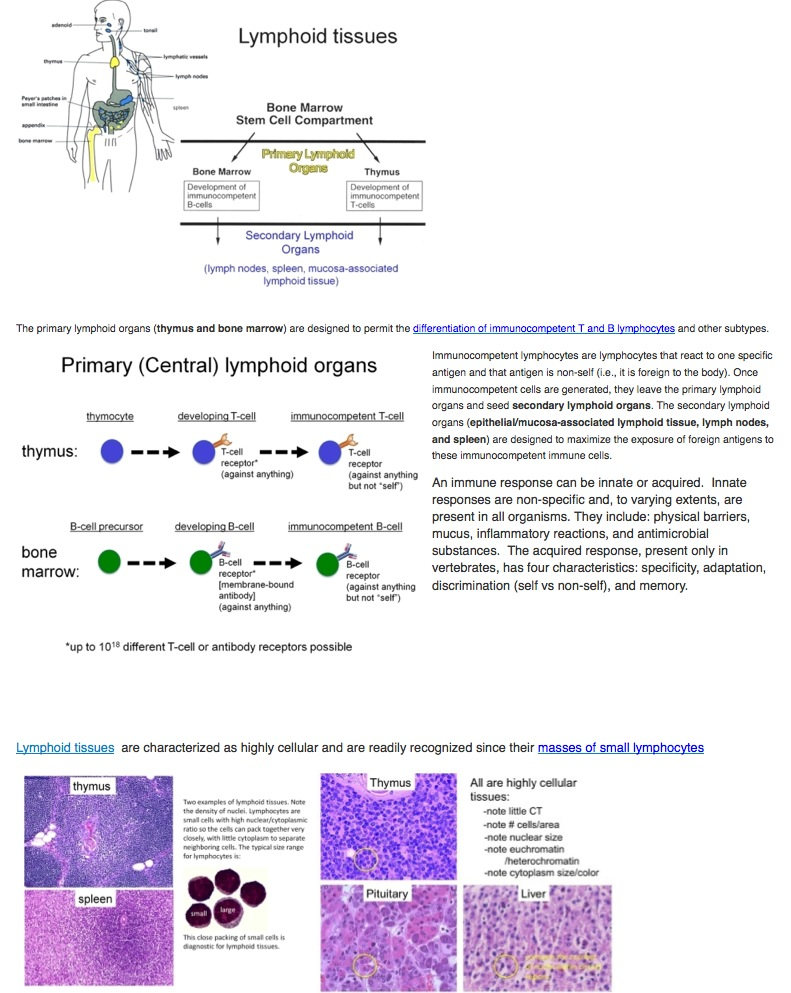 adenoid
tonsil
Lymphoid tissues
thymus
lymphatic vessels
lymph nodes
Peyer's patches in
small intestine
spleen
appendix
bone marrow
Bone Marrow
Stem Cell Compartment
Primary Lymphoid
Organs
Bone Marrow
Thymus
Development of
immunocompetent
B-cells
Development of
immunocompetent
T-cells
Secondary Lymphoid
Organs
(lymph nodes, spleen, mucosa-associated
lymphoid tissue)
The primary lymphoid organs (thymus and bone marrow) are designed to permit the differentiation of immunocompetent T and B lymphocytes and other subtypes.
Primary (Central) lymphoid organs
thymocyte
developing T-cell
immunocompetent T-cell
thymus:
T-cell
receptor*
(against anything)
T-cell
receptor
(against anything
but not "self")
B-cell precursor
developing B-cell
immunocompetent B-cell
bone
marrow:
B-cell
receptor*
[membrane-bound
antibody]
(against anything)
B-cell
receptor
(against anything
but not "self")
*up to 10¹⁸ different T-cell or antibody receptors possible
Immunocompetent lymphocytes are lymphocytes that react to one specific
antigen and that antigen is non-self (i.e., it is foreign to the body). Once
immunocompetent cells are generated, they leave the primary lymphoid
organs and seed secondary lymphoid organs. The secondary lymphoid
organs (epithelial/mucosa-associated lymphoid tissue, lymph nodes,
and spleen) are designed to maximize the exposure of foreign antigens to
these immunocompetent immune cells.
An immune response can be innate or acquired. Innate
responses are non-specific and, to varying extents, are
present in all organisms. They include: physical barriers,
mucus, inflammatory reactions, and antimicrobial
substances. The acquired response, present only in
vertebrates, has four characteristics: specificity, adaptation,
discrimination (self vs non-self), and memory.
Lymphoid tissues are characterized as highly cellular and are readily recognized since their masses of small lymphocytes
thymus
spleen
Two examples of lymphoid tissues. Note
the density of nuclei. Lymphocytes are
small cells with high nuclear/cytoplasmic
ratio so the cells can pack together very
closely, with little cytoplasm to separate
neighboring cells. The typical size range
for lymphocytes is:
small
large
This close packing of small cells is
diagnostic for lymphoid tissues.
Thymus
All are highly cellular
tissues:
-note little CT
-note # cells/area
-note nuclear size
-note euchromatin
/heterochromatin
-note cytoplasm size/color
Pituitary
Liver